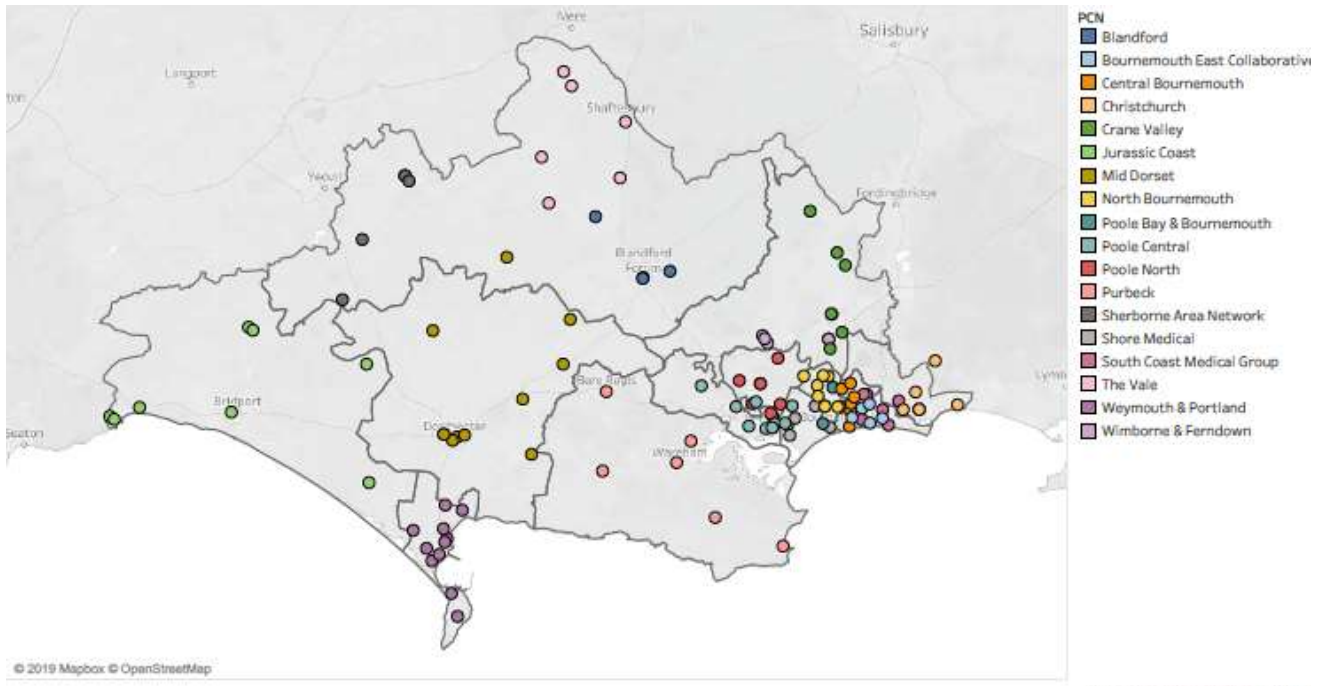 Mere
Salisbury
Langport
ton
Shaftesbury
Yeovil
Fordingbridge
Blandford
Forum
Bere Regis
Bridport
Dorchester
Seaton
Wareham
© 2019 Mapbox © OpenStreetMap
PCN
Blandford
Bournemouth East Collaborative
Central Bournemouth
Christchurch
Crane Valley
Jurassic Coast
Mid Dorset
North Bournemouth
Poole Bay & Bournemouth
Poole Central
Poole North
Purbeck
Sherborne Area Network
Shore Medical
South Coast Medical Group
The Vale
Weymouth & Portland
Wimborne & Ferndown